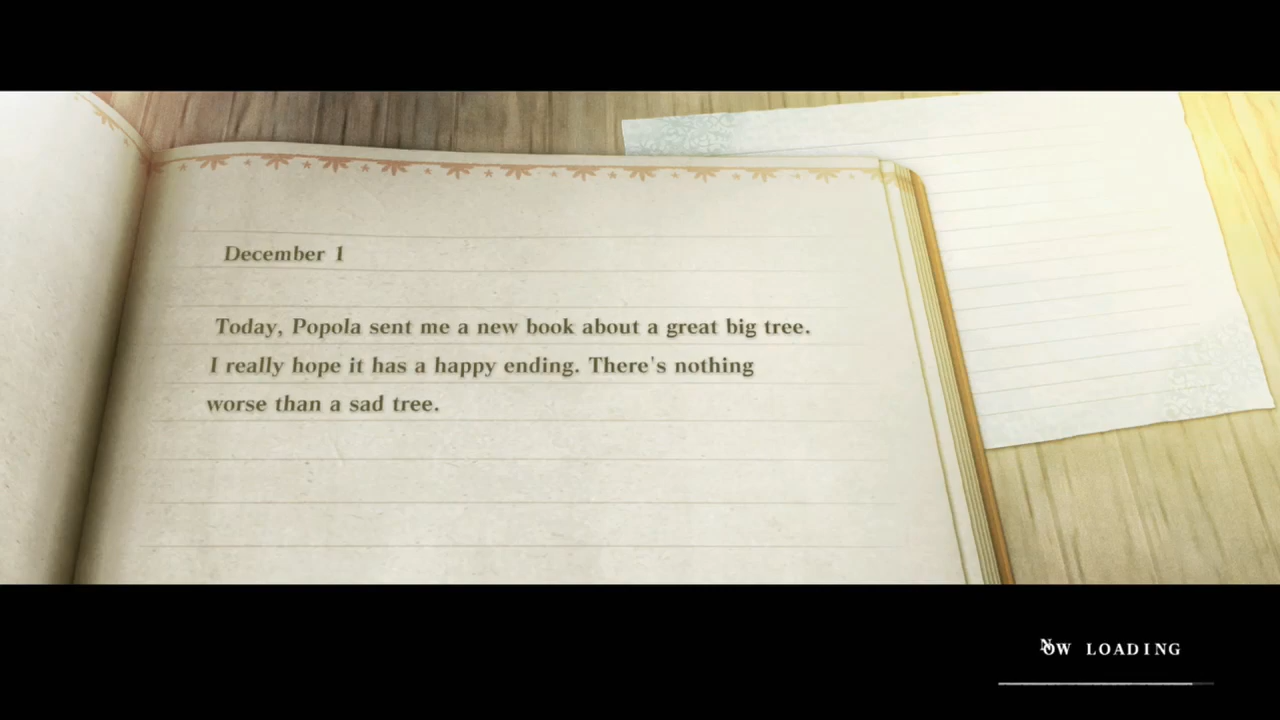 December 1
Today, Popola sent me a new book about a great big tree.
I really hope it has a happy ending. There's nothing
worse than a sad tree.
NOW LOADING